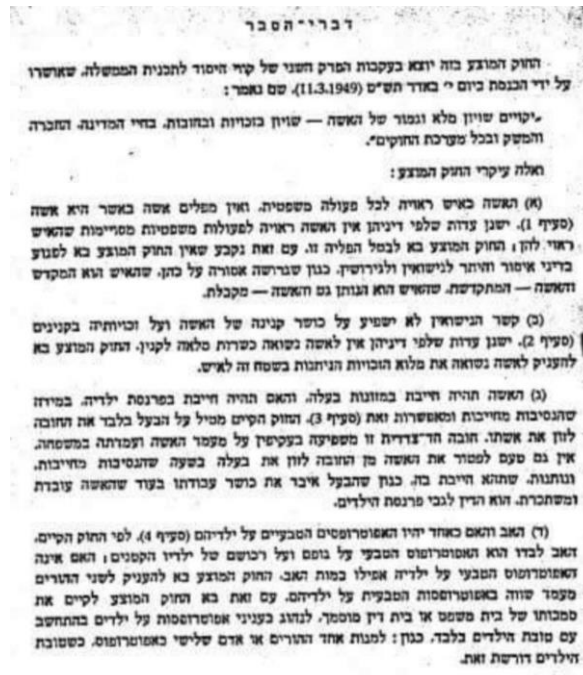 דברי־הסבר
החוק המוצע בזה יוצא בעקבות הפרק השני של קווי היסוד לתכנית הממשלה, שאושרו
על ידי הכנסת ביום י׳ באדר תש״ט (11.3.1949), שם נאמר:
„יקויים שויון מלא וגמור של האשה — שויון בזכויות ובחובות, בחיי המדינה, החברה
והמשק ובכל מערכת החוקים״.
ואלה עיקרי החוק המוצע:
(א) האשה כאיש ראויה לכל פעולה משפטית, ואין מפלים אשה באשר היא אשה
(סעיף 1). ישנן עדות שלפי דיניהן אין האשה ראויה לפעולות משפטיות מסויימות שהאיש
ראוי להן; החוק המוצע בא לבטל הפליה זו. עם זאת נקבע שאין החוק המוצע בא לפגוע
בדיני איסור והיתר לנישואין ולגירושין, כגון שגרושה אסורה על כהן, שהאיש הוא המקדש
והאשה — המתקדשת, שהאיש הוא הנותן גט והאשה — מקבלת.
(ב) קשר הנישואין לא ישפיע על כושר קנינה של האשה ועל זכויותיה בקנינים
(סעיף 2). ישנן עדות שלפי דיניהן אין לאשה נשואה כשרות מלאה לקנין. החוק המוצע בא
להעניק לאשה נשואה את מלוא הזכויות הניתנות בשטח זה לאיש.
(ג) האשה תהיה חייבת במזונות בעלה, והאם תהיה חייבת בפרנסת ילדיה, במידה
שהנסיבות מחייבות ומאפשרות זאת (סעיף 3). החוק הקיים מטיל על הבעל בלבד את החובה
לזון את אשתו. חובה חד־צדדית זו משפיעה בעקיפין על מעמד האשה ועמדתה במשפחה.
אין גם טעם לפטור את האשה מן החובה לזון את בעלה בשעה שהנסיבות מחייבות,
ונותנות, שתהא חייבת בה, כגון שהבעל איבד את כושר עבודתו בעוד שהאשה עובדת
ומשתכרת. הוא הדין לגבי פרנסת הילדים.
(ד) האב והאם כאחד יהיו האפוטרופסים הטבעיים על ילדיהם (סעיף 4). לפי החוק הקיים,
האב לבדו הוא האפוטרופוס הטבעי על גופם ועל רכושם של ילדיו הקטנים; האם אינה
האפוטרופוס הטבעי על ילדיה אפילו במות האב. החוק המוצע בא להעניק לשני ההורים
מעמד שווה באפוטרופסות הטבעית על ילדיהם. עם זאת בא החוק המוצע לקיים את
סמכותו של בית משפט או בית דין מוסמך, לנהוג בעניני אפוטרופסות על ילדים בהתחשב
עם טובת הילדים בלבד, כגון: למנות אחד ההורים או אדם שלישי כאפוטרופוס, כשטובת
הילדים דורשת זאת.